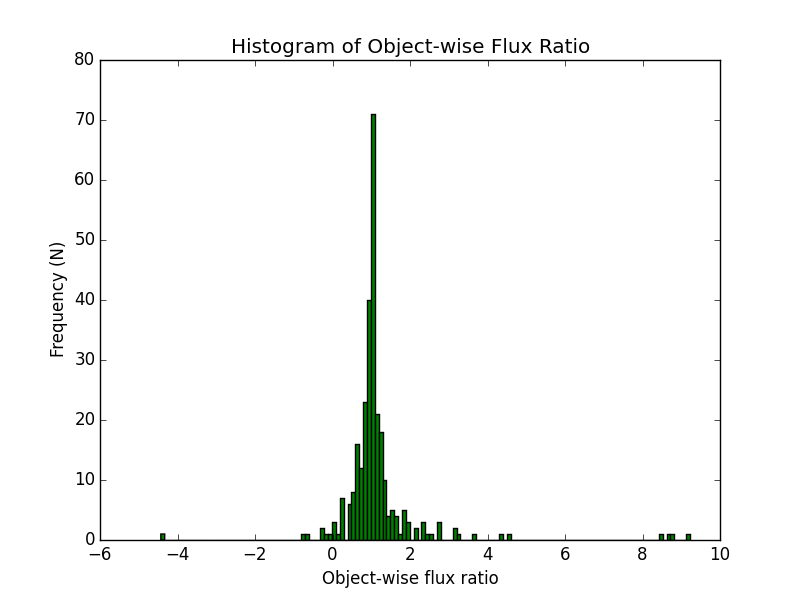 Histogram of Object-wise Flux Ratio
80
70
60
50
40
30
20
10
0
Frequency (N)
−6 −4 −2 0 2 4 6 8 10
Object-wise flux ratio